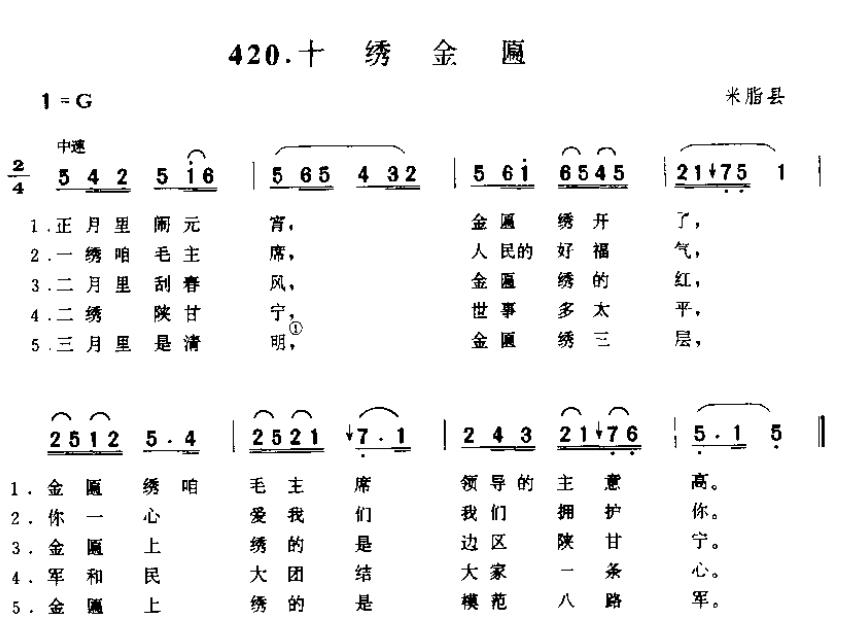 420.十 绣 金 匾
1=G
米脂县
中速
2/4 5 4 2 5 i 6 | 5 6 5 4 3 2 | 5 6 i 6 5 4 5 | 2 1 ↓7 5 1 |
1.正月里闹元 宵, 金匾绣开 了,
2.一绣咱毛主 席, 人民的好福 气,
3.二月里刮春 风, 金匾绣的 红,
4.二绣 陕甘 宁, 世事多太 平,
5.三月里是清 明,① 金匾绣三 层,
2 5 1 2 5 . 4 | 2 5 2 1 ↓7 . 1 | 2 4 3 2 1 ↓7 6 | 5 . 1 5 ‖
1.金匾 绣咱 毛主 席 领导的主意 高。
2.你一 心 爱我 们 我们 拥护 你。
3.金匾 上 绣的 是 边区 陕甘 宁。
4.军和 民 大团 结 大家 一条 心。
5.金匾 上 绣的 是 模范 八路 军。